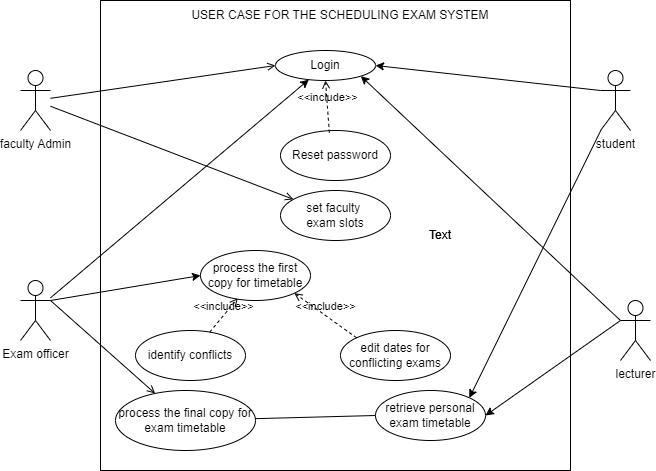 USER CASE FOR THE SCHEDULING EXAM SYSTEM
Login
<<include>>
faculty Admin
student
Reset password
set faculty
exam slots
Text
process the first
copy for timetable
<<include>>
<<include>>
Exam officer
identify conflicts
edit dates for
conflicting exams
lecturer
process the final copy for
exam timetable
retrieve personal
exam timetable